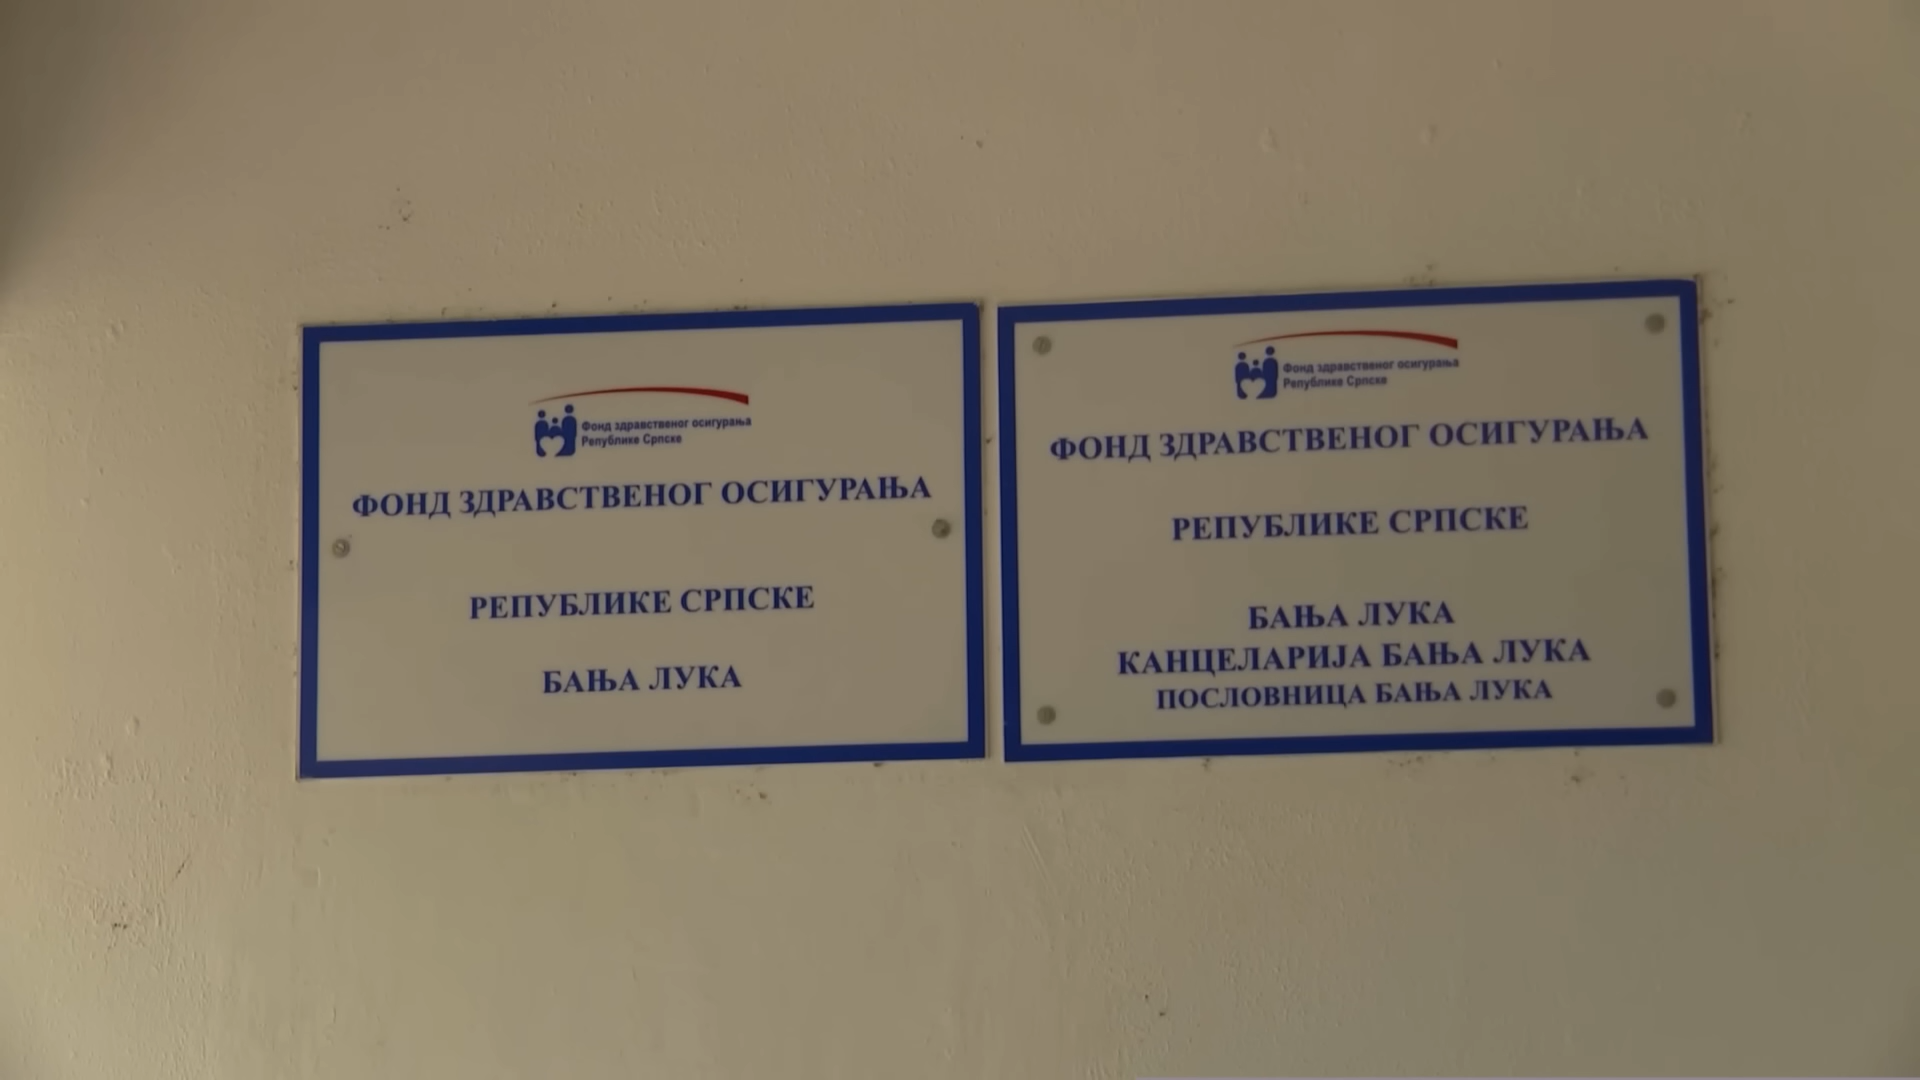 Фонд здравственог осигурања
Републике Српске
ФОНД ЗДРАВСТВЕНОГ ОСИГУРАЊА
РЕПУБЛИКЕ СРПСКЕ
БАЊА ЛУКА
Фонд здравственог осигурања
Републике Српске
ФОНД ЗДРАВСТВЕНОГ ОСИГУРАЊА
РЕПУБЛИКЕ СРПСКЕ
БАЊА ЛУКА
КАНЦЕЛАРИЈА БАЊА ЛУКА
ПОСЛОВНИЦА БАЊА ЛУКА